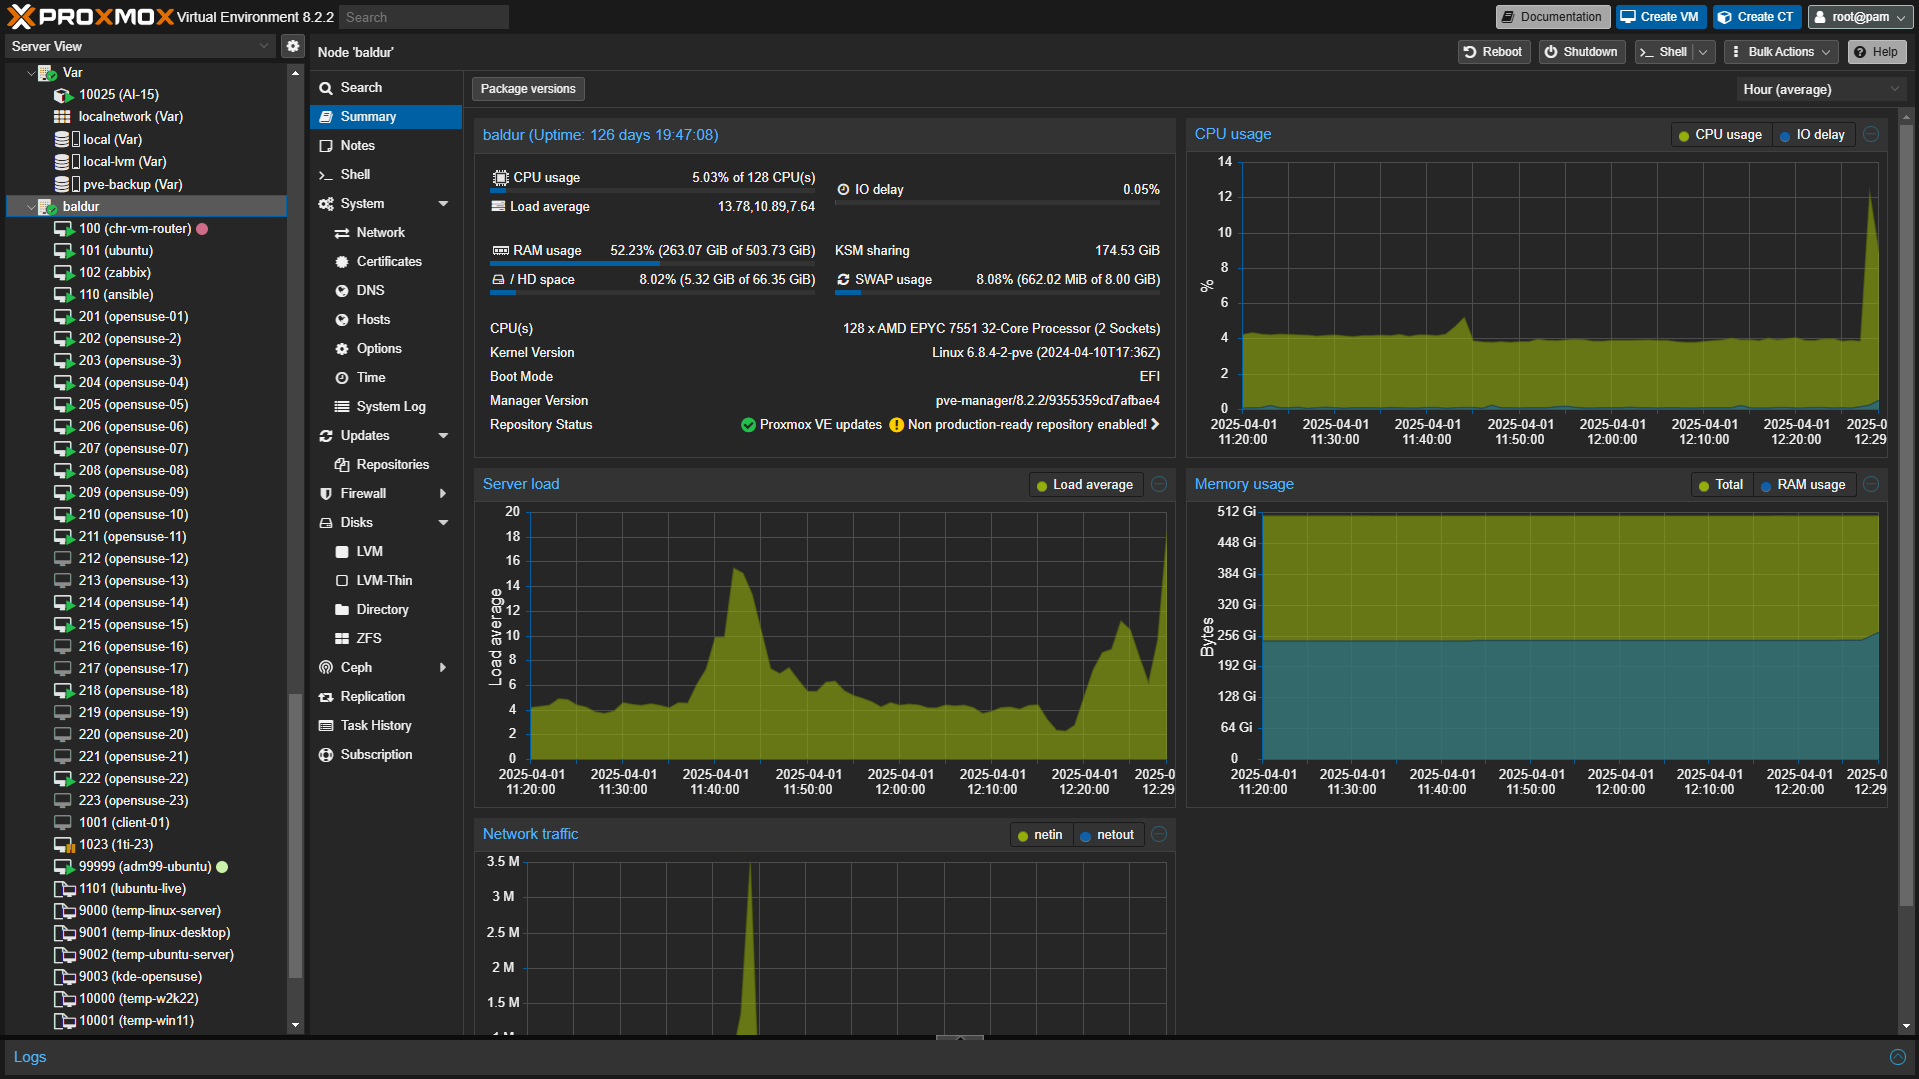 PROXMOX Virtual Environment 8.2.2 Search Documentation Create VM Create CT root@pam
Server View
Node 'baldur' Reboot Shutdown Shell Bulk Actions Help
Var
10025 (AI-15)
localnetwork (Var)
local (Var)
local-lvm (Var)
pve-backup (Var)
baldur
100 (chr-vm-router)
101 (ubuntu)
102 (zabbix)
110 (ansible)
201 (opensuse-01)
202 (opensuse-2)
203 (opensuse-3)
204 (opensuse-04)
205 (opensuse-05)
206 (opensuse-06)
207 (opensuse-07)
208 (opensuse-08)
209 (opensuse-09)
210 (opensuse-10)
211 (opensuse-11)
212 (opensuse-12)
213 (opensuse-13)
214 (opensuse-14)
215 (opensuse-15)
216 (opensuse-16)
217 (opensuse-17)
218 (opensuse-18)
219 (opensuse-19)
220 (opensuse-20)
221 (opensuse-21)
222 (opensuse-22)
223 (opensuse-23)
1001 (client-01)
1023 (1ti-23)
99999 (adm99-ubuntu)
1101 (lubuntu-live)
9000 (temp-linux-server)
9001 (temp-linux-desktop)
9002 (temp-ubuntu-server)
9003 (kde-opensuse)
10000 (temp-w2k22)
10001 (temp-win11)
Search
Summary
Notes
Shell
System
Network
Certificates
DNS
Hosts
Options
Time
System Log
Updates
Repositories
Firewall
Disks
LVM
LVM-Thin
Directory
ZFS
Ceph
Replication
Task History
Subscription
Package versions Hour (average)
baldur (Uptime: 126 days 19:47:08)
CPU usage 5.03% of 128 CPU(s)
IO delay 0.05%
Load average 13.78,10.89,7.64
RAM usage 52.23% (263.07 GiB of 503.73 GiB) KSM sharing 174.53 GiB
/ HD space 8.02% (5.32 GiB of 66.35 GiB) SWAP usage 8.08% (662.02 MiB of 8.00 GiB)
CPU(s) 128 x AMD EPYC 7551 32-Core Processor (2 Sockets)
Kernel Version Linux 6.8.4-2-pve (2024-04-10T17:36Z)
Boot Mode EFI
Manager Version pve-manager/8.2.2/9355359cd7afbae4
Repository Status Proxmox VE updates Non production-ready repository enabled!
CPU usage CPU usage IO delay
14
12
10
8
6
4
2
0
%
2025-04-01 2025-04-01 2025-04-01 2025-04-01 2025-04-01 2025-04-01 2025-04-01 2025-0
11:20:00 11:30:00 11:40:00 11:50:00 12:00:00 12:10:00 12:20:00 12:29
Server load Load average
20
18
16
14
12
10
8
6
4
2
0
Load average
2025-04-01 2025-04-01 2025-04-01 2025-04-01 2025-04-01 2025-04-01 2025-04-01 2025-0
11:20:00 11:30:00 11:40:00 11:50:00 12:00:00 12:10:00 12:20:00 12:29
Memory usage Total RAM usage
512 Gi
448 Gi
384 Gi
320 Gi
256 Gi
192 Gi
128 Gi
64 Gi
0
Bytes
2025-04-01 2025-04-01 2025-04-01 2025-04-01 2025-04-01 2025-04-01 2025-04-01 2025-0
11:20:00 11:30:00 11:40:00 11:50:00 12:00:00 12:10:00 12:20:00 12:29
Network traffic netin netout
3.5 M
3 M
2.5 M
2 M
1.5 M
1 M
Logs